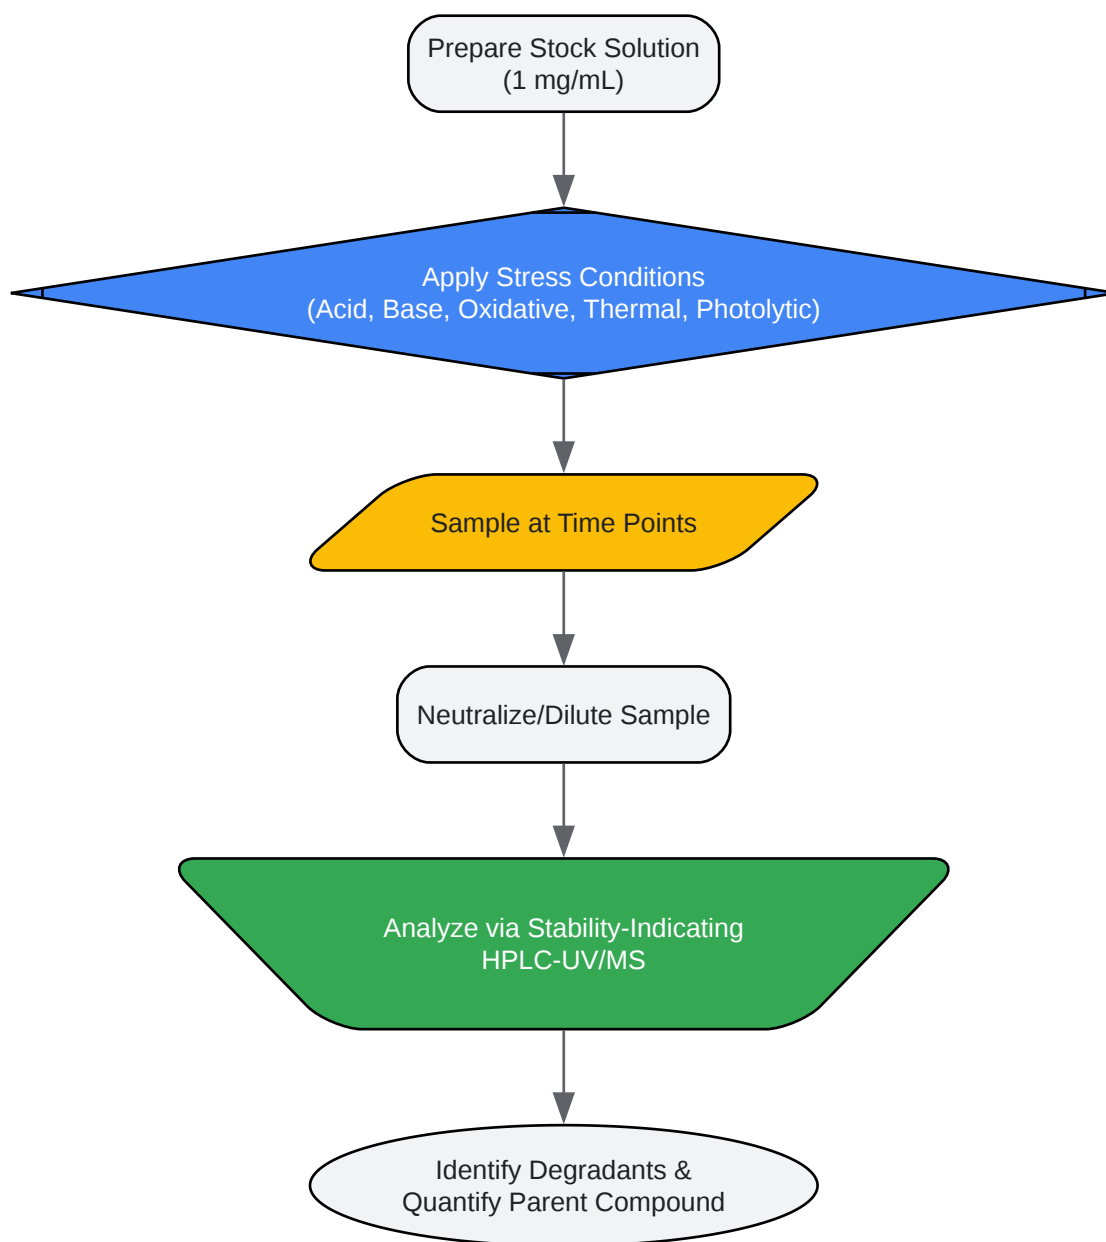 Prepare Stock Solution
(1 mg/mL)
Apply Stress Conditions
(Acid, Base, Oxidative, Thermal, Photolytic)
Sample at Time Points
Neutralize/Dilute Sample
Analyze via Stability-Indicating
HPLC-UV/MS
Identify Degradants &
Quantify Parent Compound